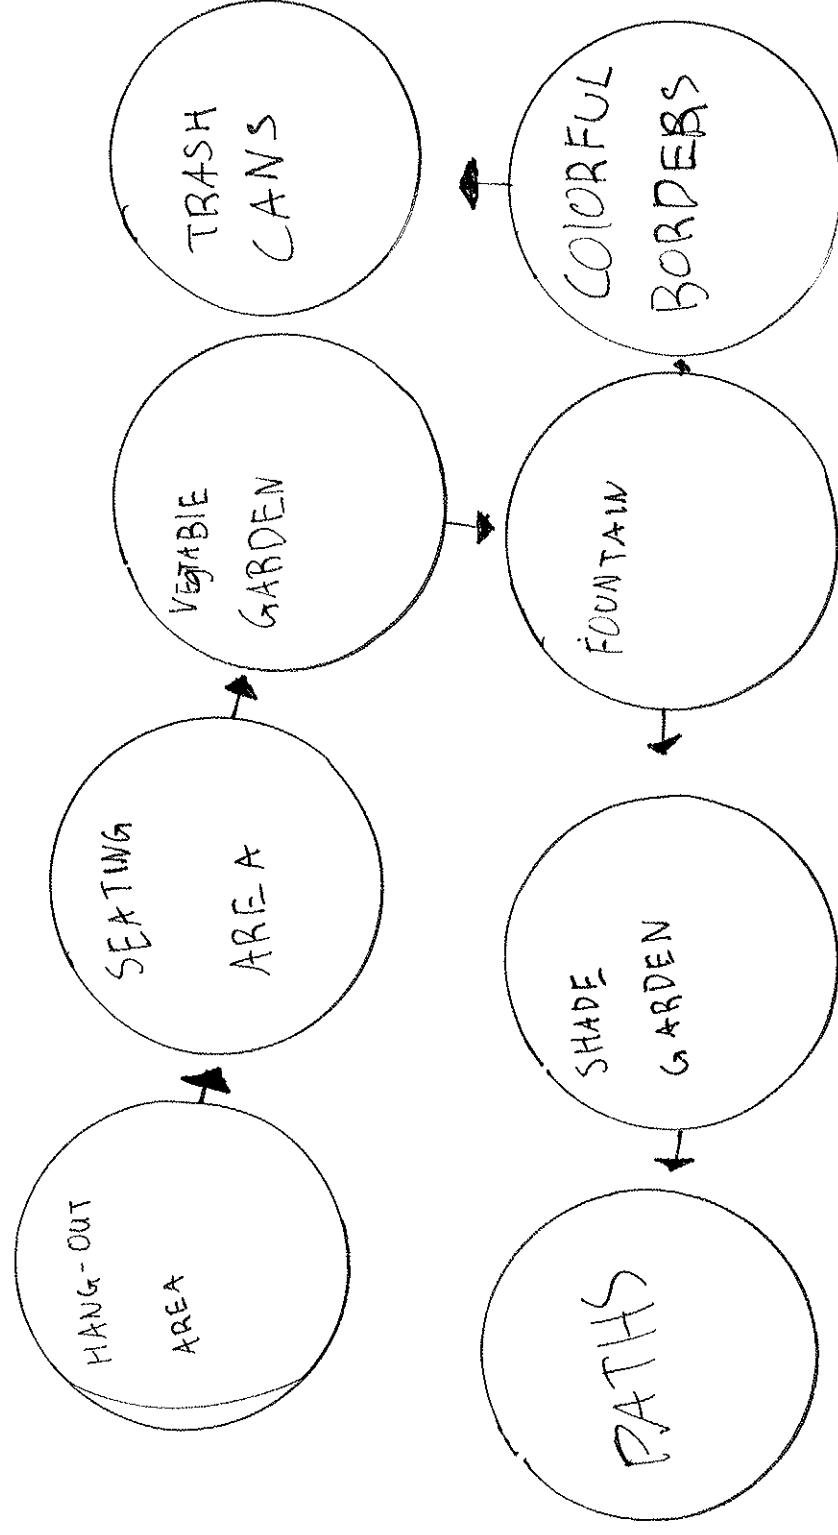 HANG-OUT
AREA
SEATING
AREA
VEGTABLE
GARDEN
TRASH
CANS
PATHS
SHADE
GARDEN
FOUNTAIN
COLORFUL
BORDERS